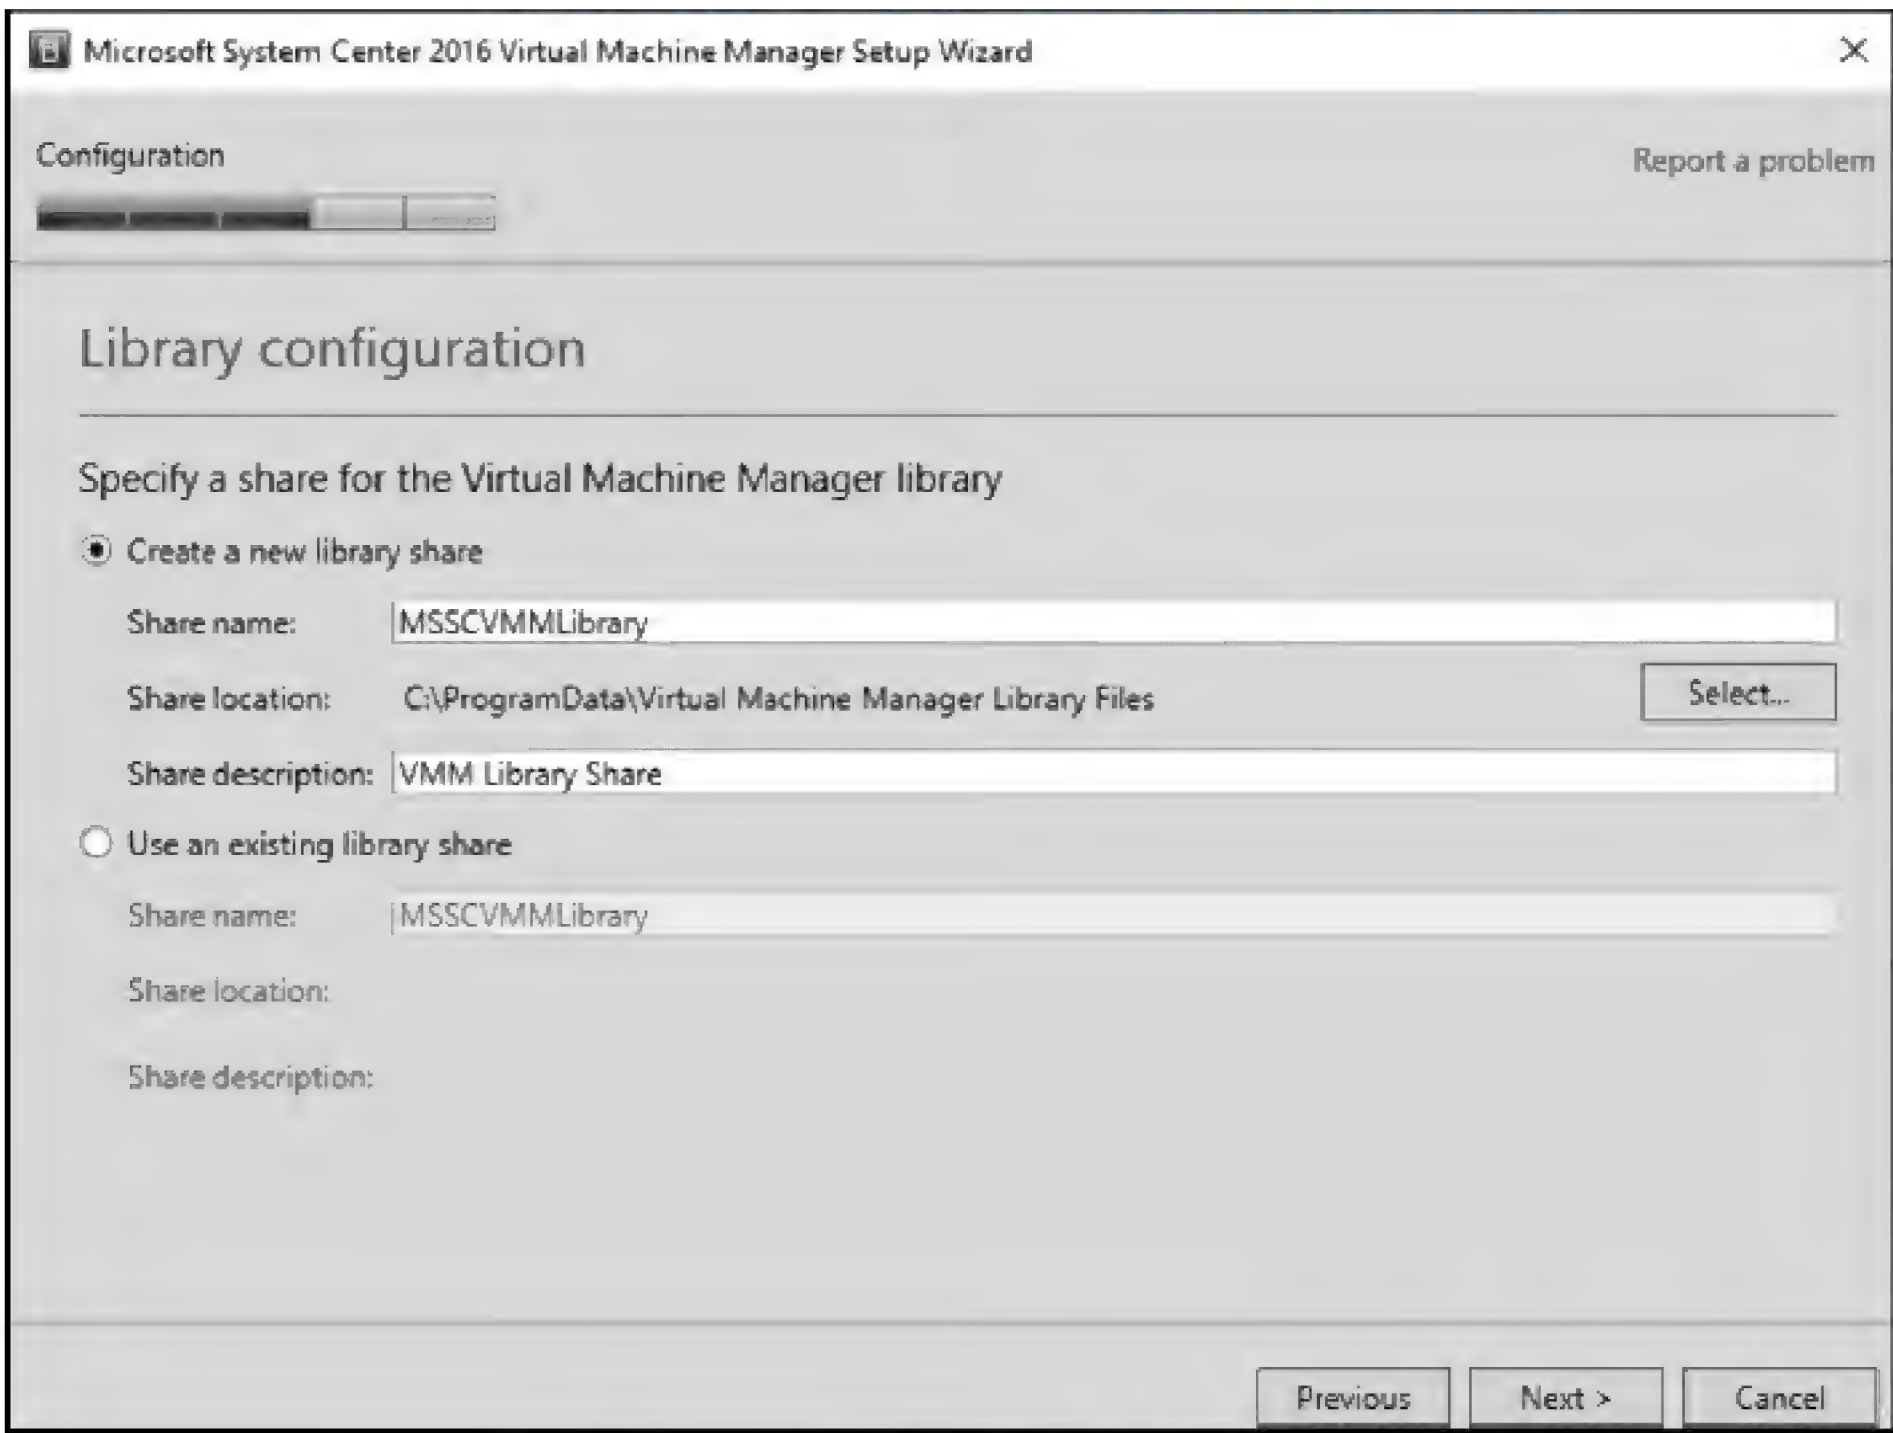 Microsoft System Center 2016 Virtual Machine Manager Setup Wizard
Configuration
Report a problem
Library configuration
Specify a share for the Virtual Machine Manager library
Create a new library share
Share name: MSSCVMMLibrary
Share location: C:\ProgramData\Virtual Machine Manager Library Files Select...
Share description: VMM Library Share
Use an existing library share
Share name: MSSCVMMLibrary
Share location:
Share description:
Previous Next > Cancel